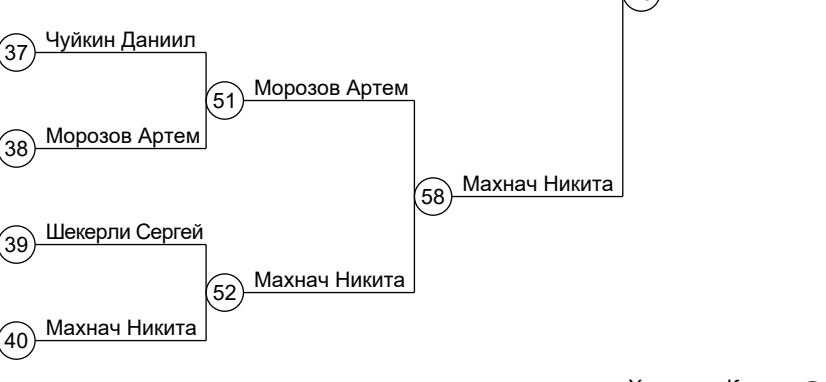 Чуйкин Даниил
37
Морозов Артем
51
Морозов Артем
38
Махнач Никита
58
Шекерли Сергей
39
Махнач Никита
52
Махнач Никита
40